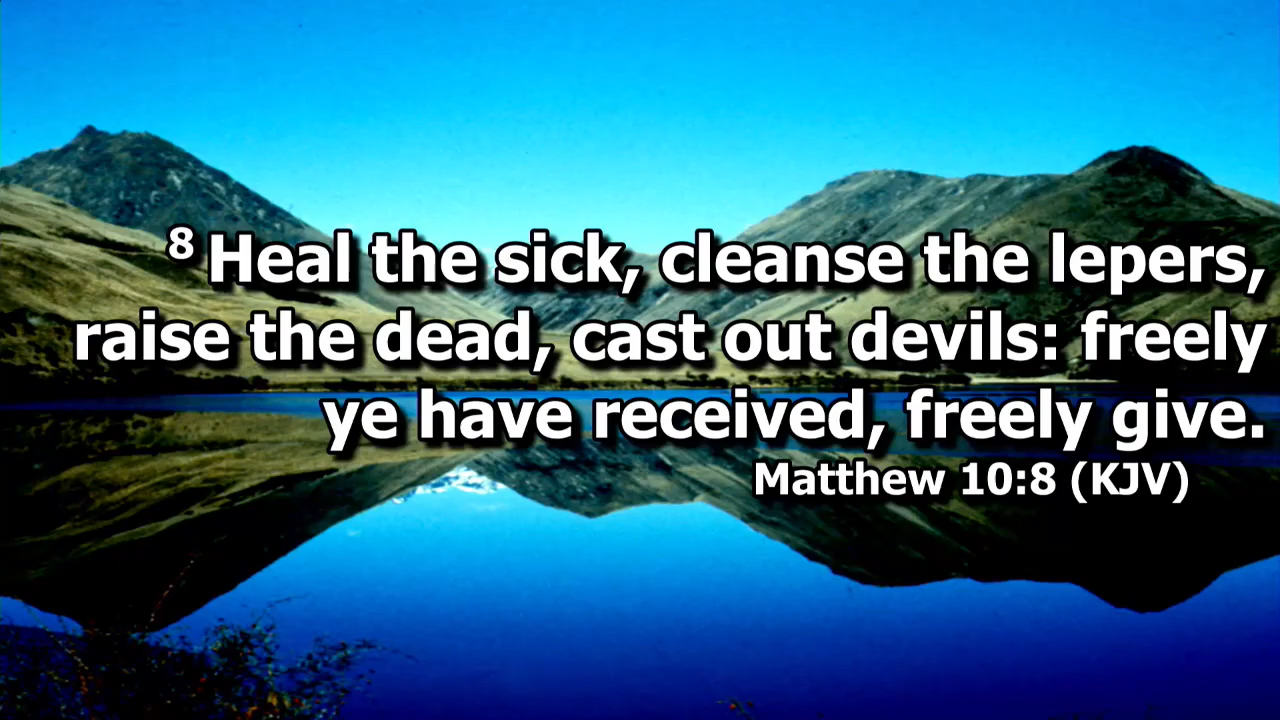 8 Heal the sick, cleanse the lepers,
raise the dead, cast out devils: freely
ye have received, freely give.
Matthew 10:8 (KJV)